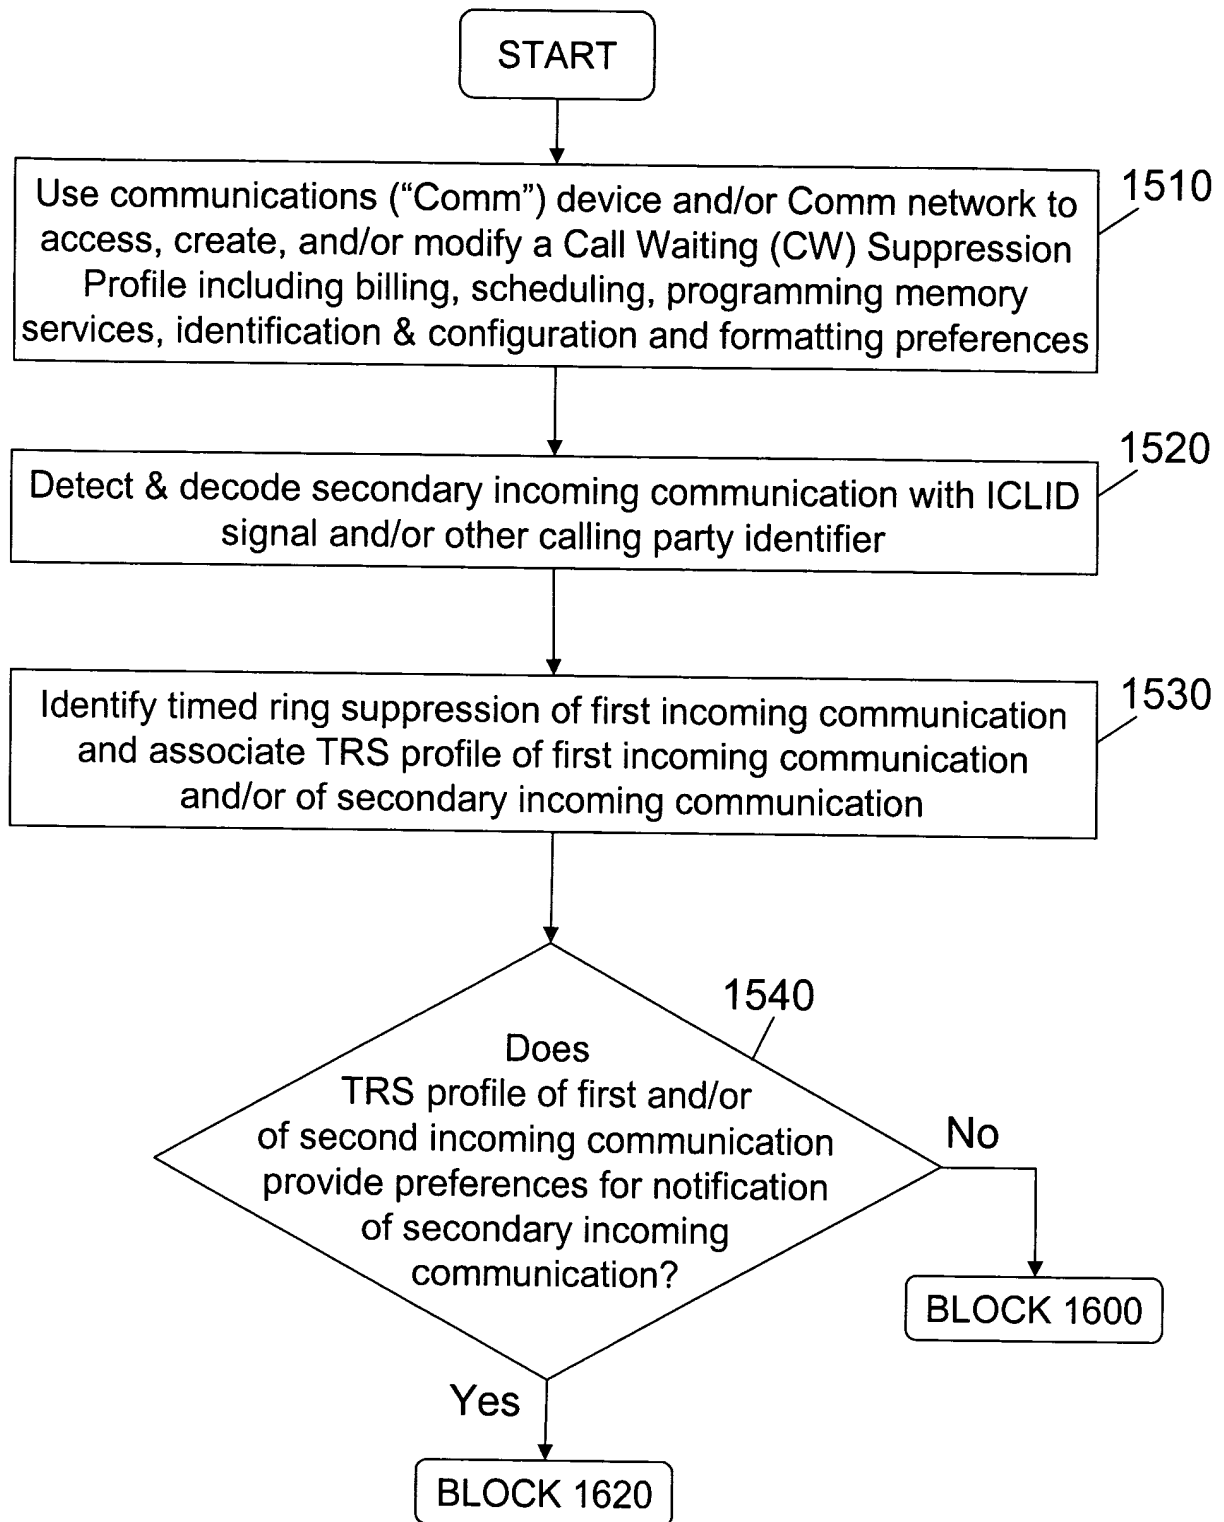 START
1510
Use communications (“Comm”) device and/or Comm network to
access, create, and/or modify a Call Waiting (CW) Suppression
Profile including billing, scheduling, programming memory
services, identification & configuration and formatting preferences
1520
Detect & decode secondary incoming communication with ICLID
signal and/or other calling party identifier
1530
Identify timed ring suppression of first incoming communication
and associate TRS profile of first incoming communication
and/or of secondary incoming communication
1540
Does
TRS profile of first and/or
of second incoming communication
provide preferences for notification
of secondary incoming
communication?
No
BLOCK 1600
Yes
BLOCK 1620